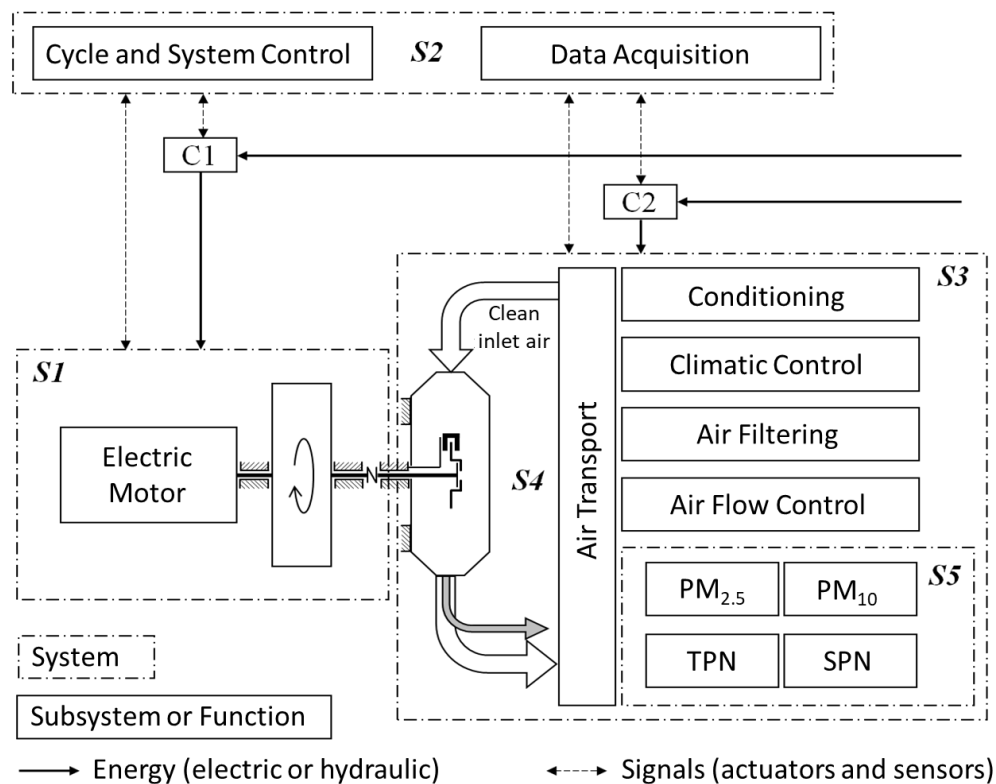 Cycle and System Control
S2
Data Acquisition
C1
C2
S3
Conditioning
Clean
inlet air
S1
Climatic Control
Air Filtering
Electric
Motor
S4
Air Transport
Air Flow Control
S5
PM2.5
PM10
TPN
SPN
System
Subsystem or Function
Energy (electric or hydraulic)
Signals (actuators and sensors)